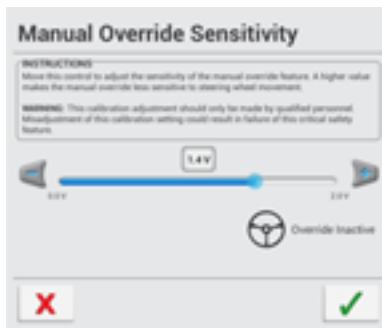 Manual Override Sensitivity
INSTRUCTIONS
Move this control to adjust the sensitivity of the manual override feature. A higher value
makes the manual override less sensitive to steering wheel movement.
WARNING: This calibration adjustment should only be made by qualified personnel.
Misadjustment of this calibration setting could result in failure of this critical safety
feature.
1.4 V
0.0 V
2.0 V
Override Inactive